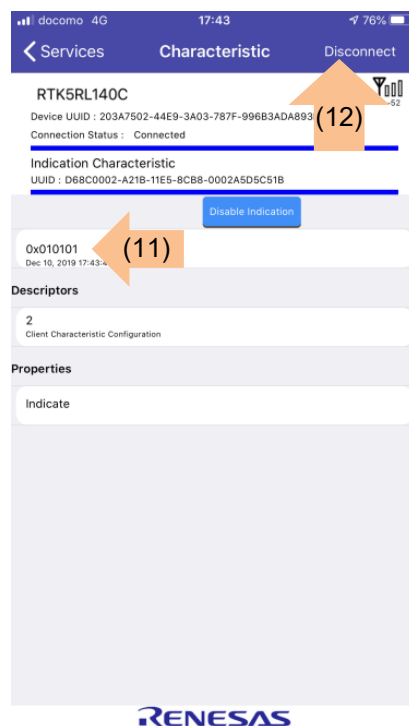 docomo 4G 17:43 76%
Services Characteristic Disconnect
RTK5RL140C
Device UUID : 203A7502-44E9-3A03-787F-996B3ADA893
-52
(12)
Connection Status : Connected
Indication Characteristic
UUID : D68C0002-A21B-11E5-8CB8-0002A5D5C51B
Disable Indication
0x010101
(11)
Dec 10, 2019 17:43:4
Descriptors
2
Client Characteristic Configuration
Properties
Indicate
RENESAS